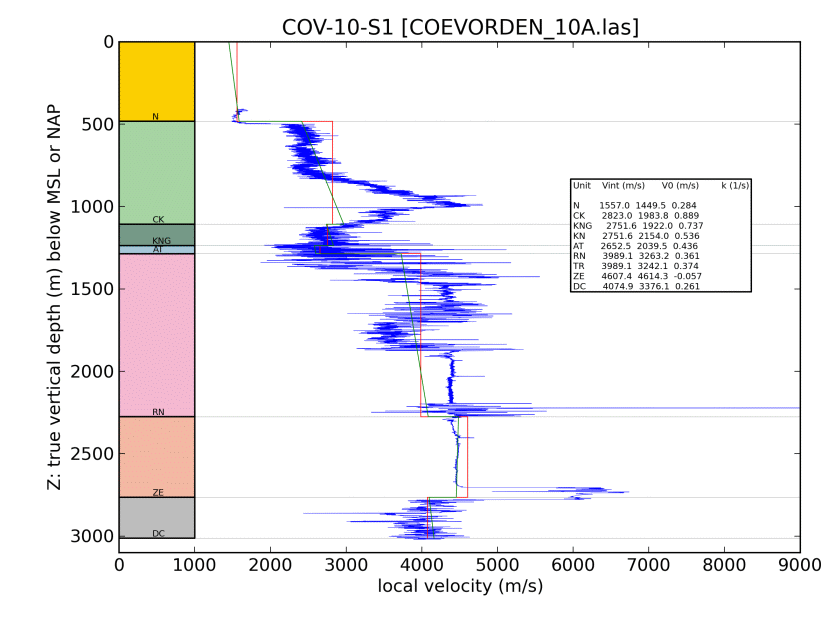 COV-10-S1 [COEVORDEN_10A.las]
0
500
1000
1500
2000
2500
3000
Z: true vertical depth (m) below MSL or NAP
N
CK
KNG
AT
RN
ZE
DC
Unit Vint (m/s) V0 (m/s) k (1/s)
N 1557.0 1449.5 0.284
CK 2823.0 1983.8 0.889
KNG 2751.6 1922.0 0.737
KN 2751.6 2154.0 0.536
AT 2652.5 2039.5 0.436
RN 3989.1 3263.2 0.361
TR 3989.1 3242.1 0.374
ZE 4607.4 4614.3 -0.057
DC 4074.9 3376.1 0.261
0 1000 2000 3000 4000 5000 6000 7000 8000 9000
local velocity (m/s)